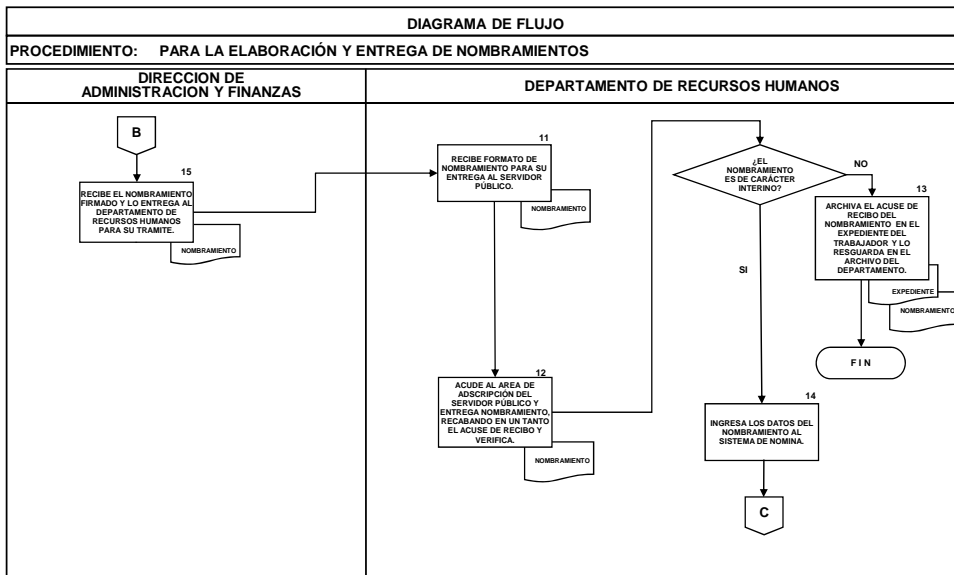 DIAGRAMA DE FLUJO
PROCEDIMIENTO: PARA LA ELABORACIÓN Y ENTREGA DE NOMBRAMIENTOS
DIRECCION DE
ADMINISTRACION Y FINANZAS
DEPARTAMENTO DE RECURSOS HUMANOS
B
15
RECIBE EL NOMBRAMIENTO
FIRMADO Y LO ENTREGA AL
DEPARTAMENTO DE
RECURSOS HUMANOS
PARA SU TRAMITE.
NOMBRAMIENTO
11
RECIBE FORMATO DE
NOMBRAMIENTO PARA SU
ENTREGA AL SERVIDOR
PÚBLICO.
NOMBRAMIENTO
12
ACUDE AL AREA DE
ADSCRIPCIÓN DEL
SERVIDOR PÚBLICO Y
ENTREGA NOMBRAMIENTO,
RECABANDO EN UN TANTO
EL ACUSE DE RECIBO Y
VERIFICA.
NOMBRAMIENTO
¿EL
NOMBRAMIENTO
ES DE CARÁCTER
INTERINO?
NO
SI
13
ARCHIVA EL ACUSE DE
RECIBO DEL
NOMBRAMIENTO EN EL
EXPEDIENTE DEL
TRABAJADOR Y LO
RESGUARDA EN EL
ARCHIVO DEL
DEPARTAMENTO.
EXPEDIENTE
NOMBRAMIENTO
F I N
14
INGRESA LOS DATOS DEL
NOMBRAMIENTO AL
SISTEMA DE NOMINA.
C